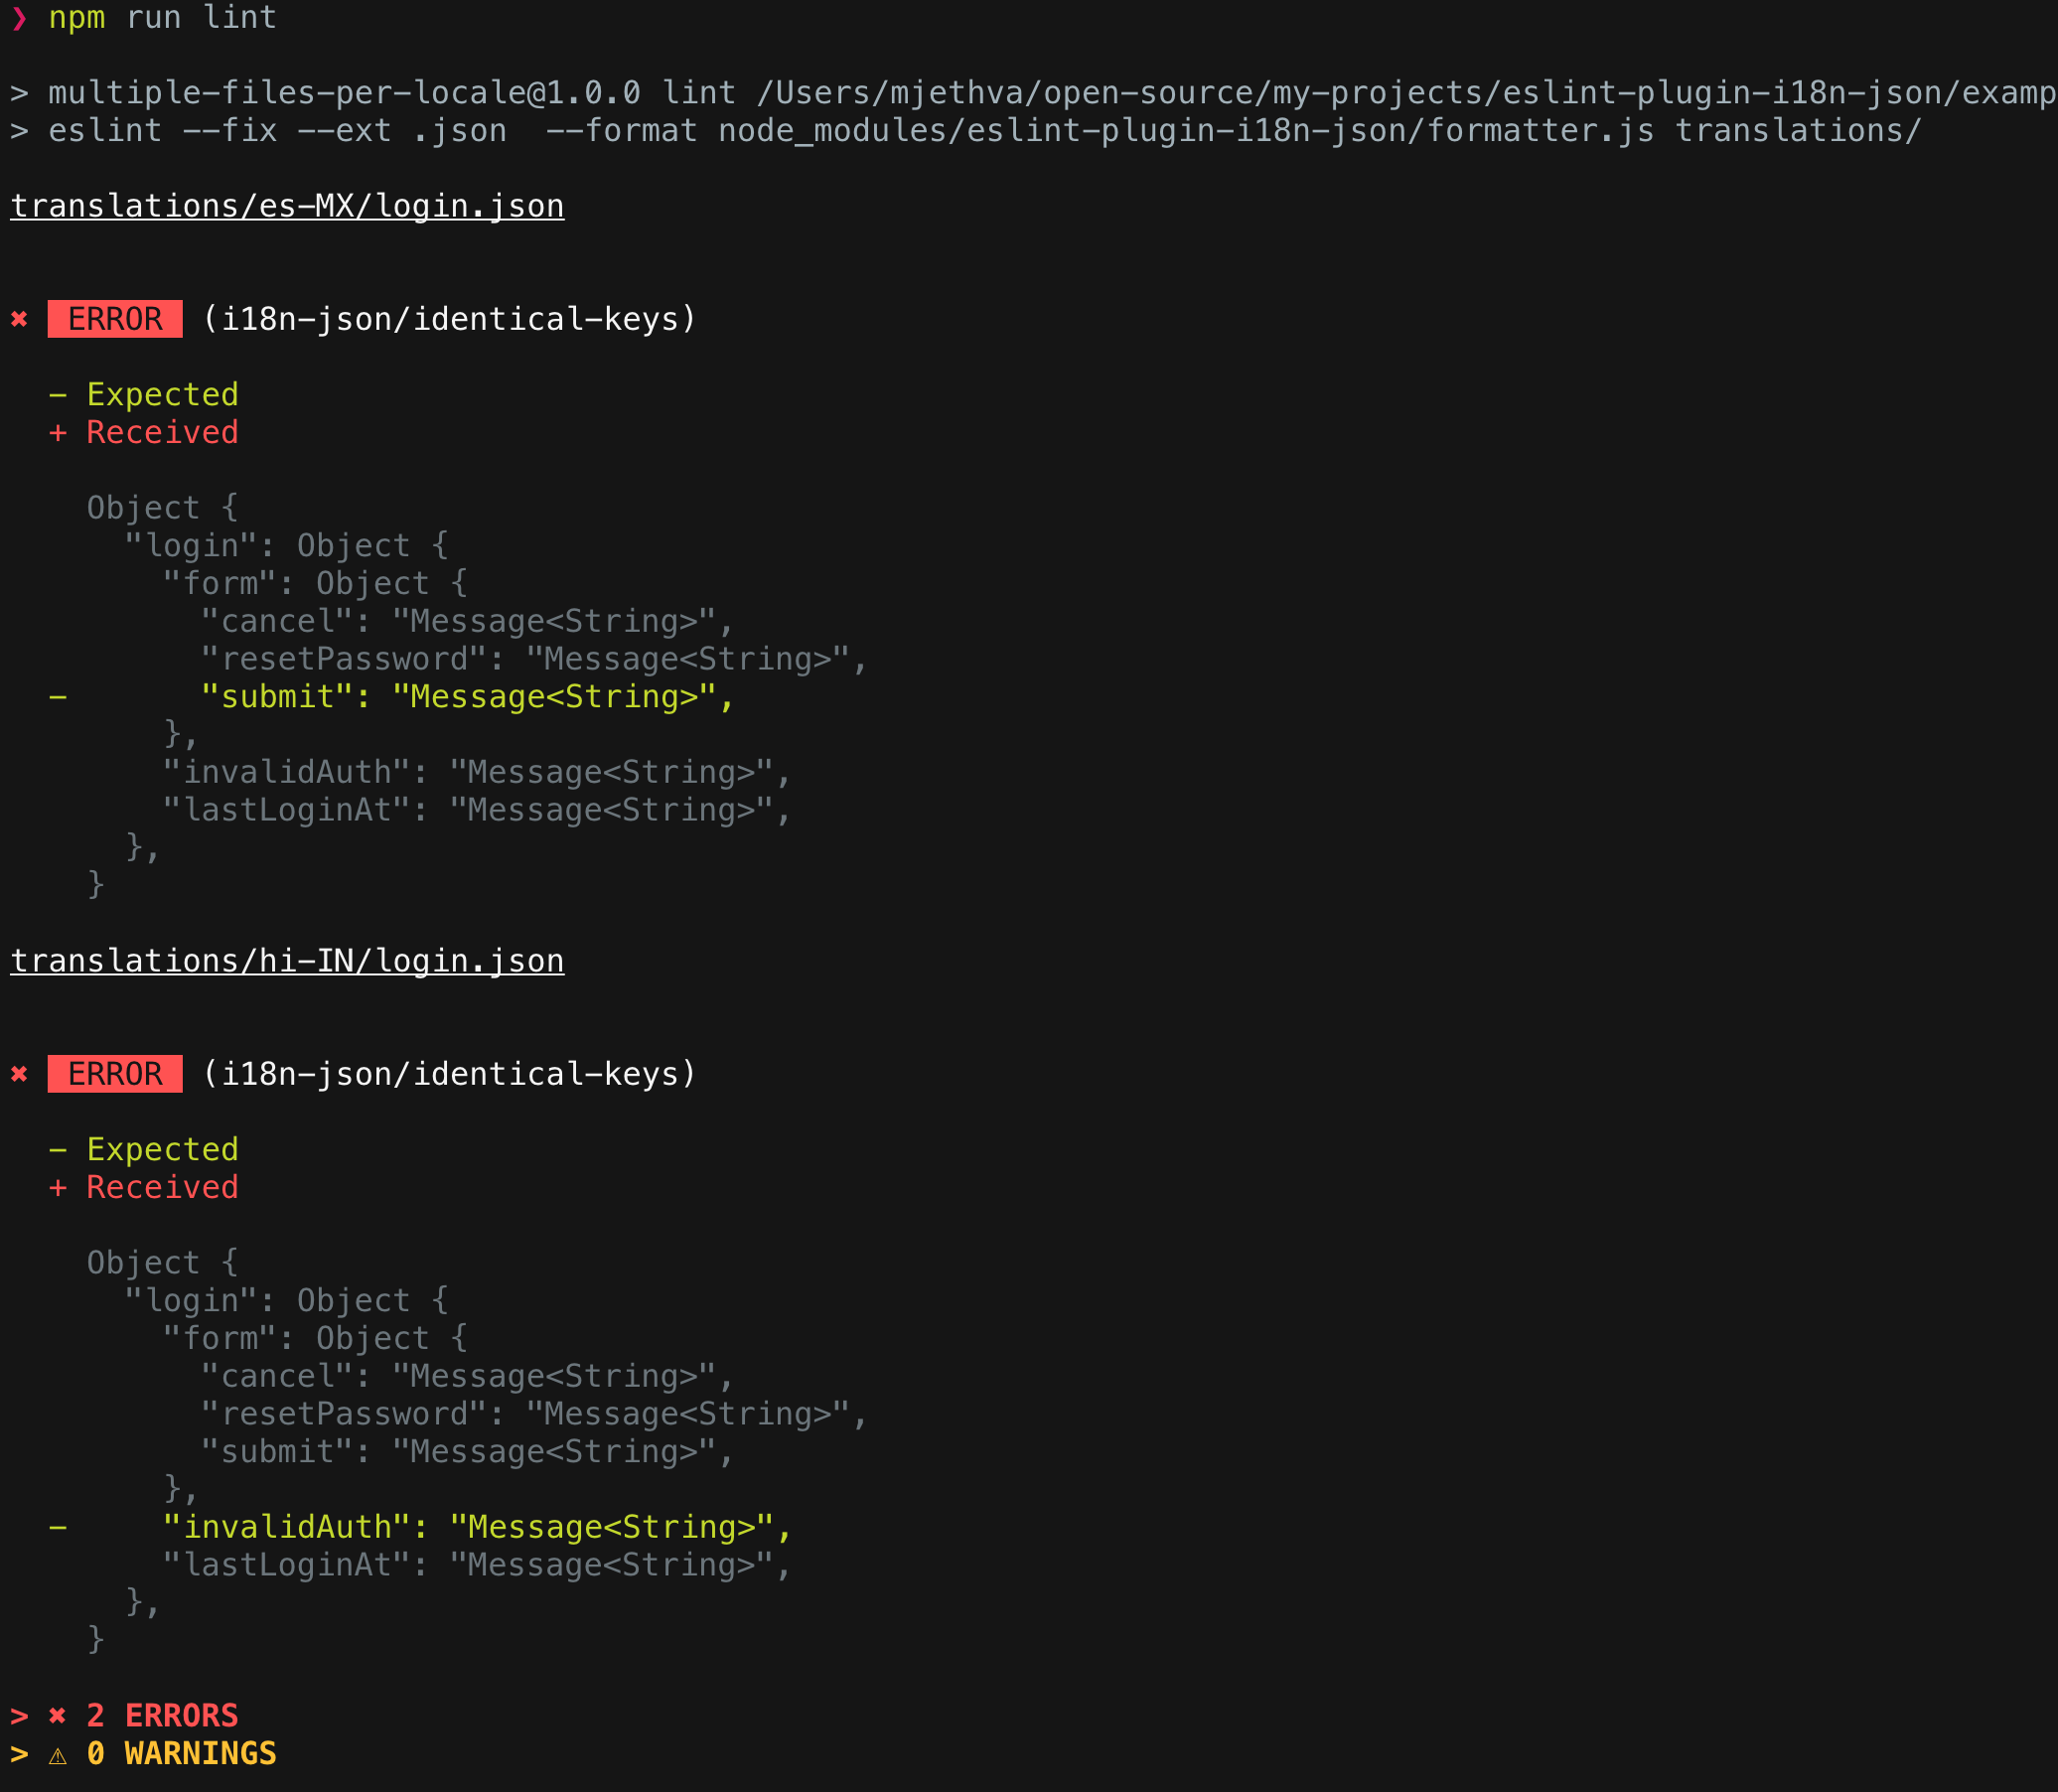 ❯ npm run lint
> multiple-files-per-locale@1.0.0 lint /Users/mjethva/open-source/my-projects/eslint-plugin-i18n-json/examp
> eslint --fix --ext .json  --format node_modules/eslint-plugin-i18n-json/formatter.js translations/
translations/es-MX/login.json
✖ ERROR (i18n-json/identical-keys)
- Expected
+ Received
Object {
"login": Object {
"form": Object {
"cancel": "Message<String>",
"resetPassword": "Message<String>",
- "submit": "Message<String>",
},
"invalidAuth": "Message<String>",
"lastLoginAt": "Message<String>",
},
}
translations/hi-IN/login.json
✖ ERROR (i18n-json/identical-keys)
- Expected
+ Received
Object {
"login": Object {
"form": Object {
"cancel": "Message<String>",
"resetPassword": "Message<String>",
"submit": "Message<String>",
},
- "invalidAuth": "Message<String>",
"lastLoginAt": "Message<String>",
},
}
> ✖ 2 ERRORS
> ⚠ 0 WARNINGS